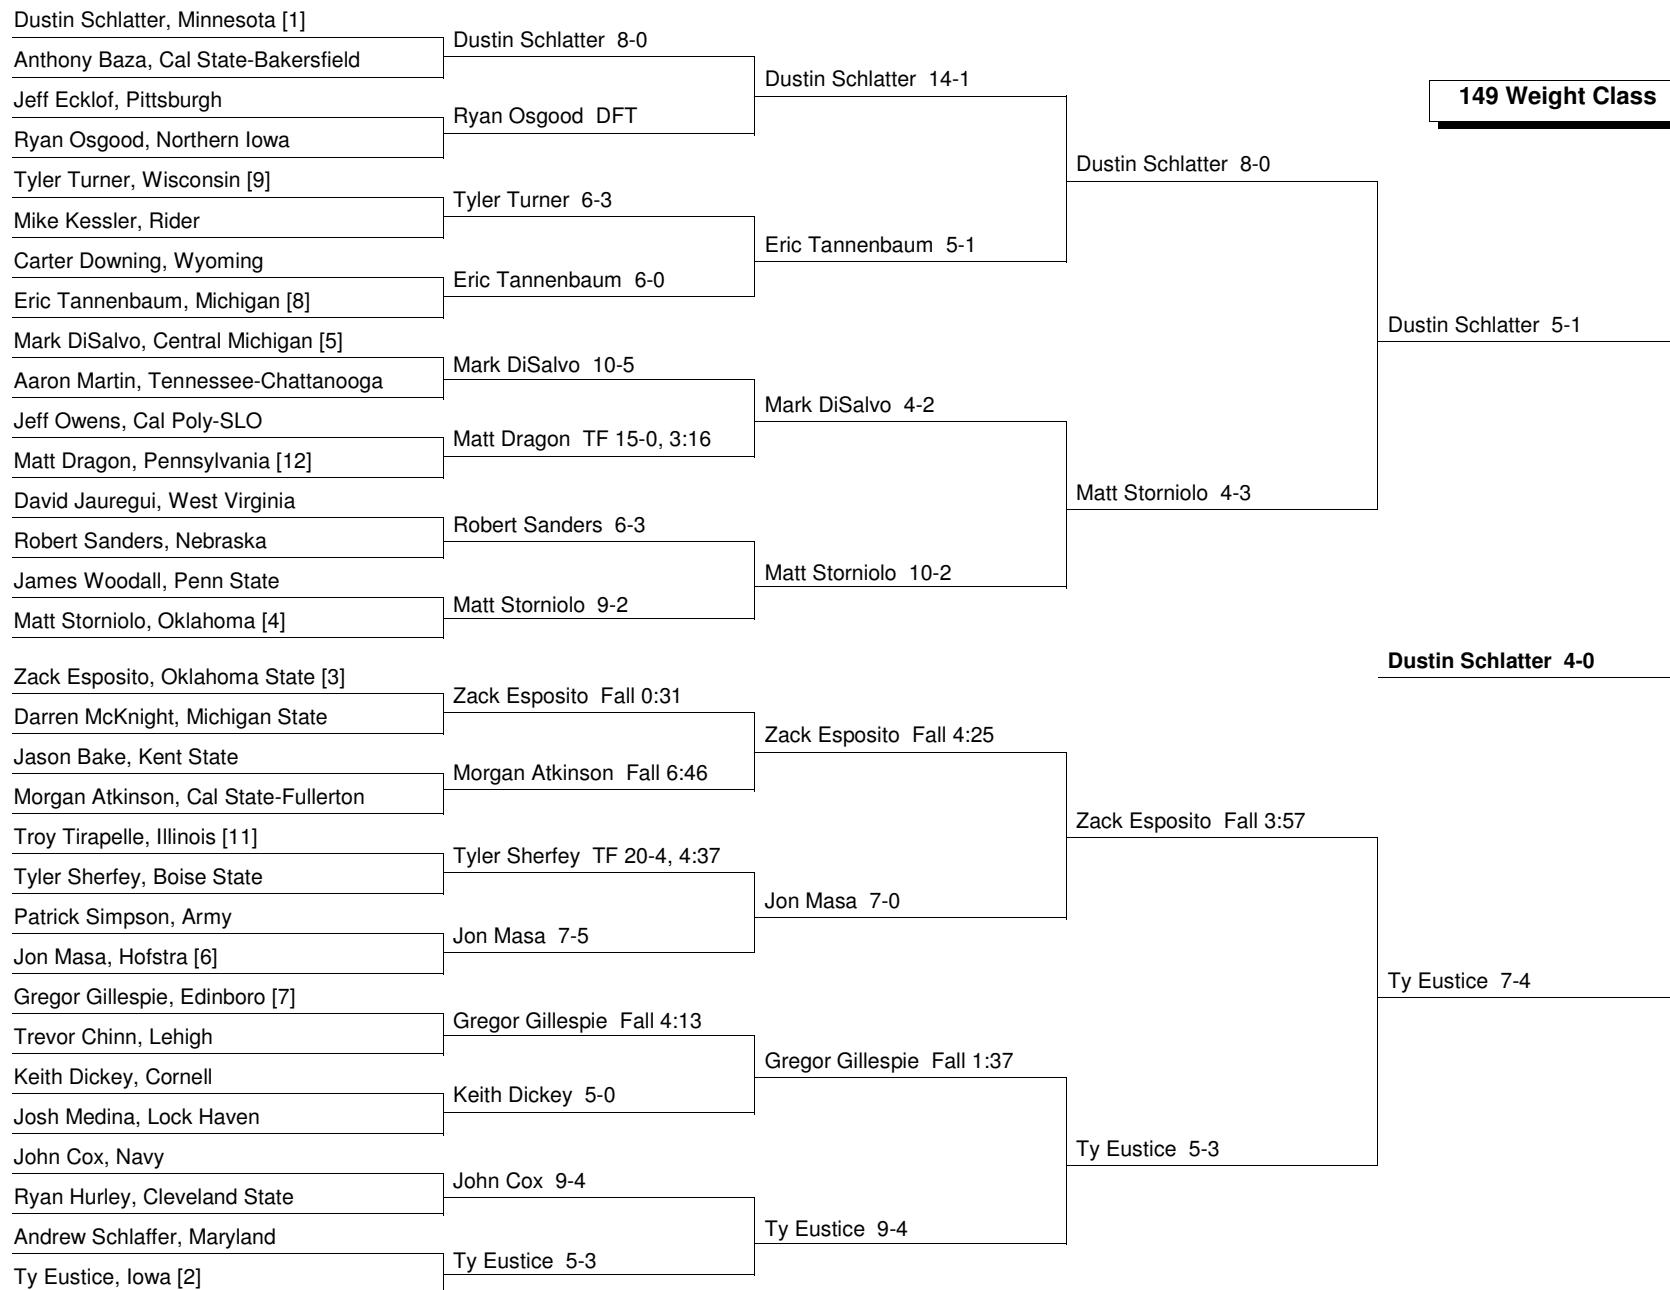 Dustin Schlatter, Minnesota [1]
Anthony Baza, Cal State-Bakersfield
Jeff Ecklof, Pittsburgh
Ryan Osgood, Northern Iowa
Tyler Turner, Wisconsin [9]
Mike Kessler, Rider
Carter Downing, Wyoming
Eric Tannenbaum, Michigan [8]
Mark DiSalvo, Central Michigan [5]
Aaron Martin, Tennessee-Chattanooga
Jeff Owens, Cal Poly-SLO
Matt Dragon, Pennsylvania [12]
David Jauregui, West Virginia
Robert Sanders, Nebraska
James Woodall, Penn State
Matt Storniolo, Oklahoma [4]
Zack Esposito, Oklahoma State [3]
Darren McKnight, Michigan State
Jason Bake, Kent State
Morgan Atkinson, Cal State-Fullerton
Troy Tirapelle, Illinois [11]
Tyler Sherfey, Boise State
Patrick Simpson, Army
Jon Masa, Hofstra [6]
Gregor Gillespie, Edinboro [7]
Trevor Chinn, Lehigh
Keith Dickey, Cornell
Josh Medina, Lock Haven
John Cox, Navy
Ryan Hurley, Cleveland State
Andrew Schlaffer, Maryland
Ty Eustice, Iowa [2]
Dustin Schlatter 8-0
Ryan Osgood DFT
Tyler Turner 6-3
Eric Tannenbaum 6-0
Mark DiSalvo 10-5
Matt Dragon TF 15-0, 3:16
Robert Sanders 6-3
Matt Storniolo 9-2
Zack Esposito Fall 0:31
Morgan Atkinson Fall 6:46
Tyler Sherfey TF 20-4, 4:37
Jon Masa 7-5
Gregor Gillespie Fall 4:13
Keith Dickey 5-0
John Cox 9-4
Ty Eustice 5-3
Dustin Schlatter 14-1
Eric Tannenbaum 5-1
Mark DiSalvo 4-2
Matt Storniolo 10-2
Zack Esposito Fall 4:25
Jon Masa 7-0
Gregor Gillespie Fall 1:37
Ty Eustice 9-4
Dustin Schlatter 8-0
Matt Storniolo 4-3
Zack Esposito Fall 3:57
Ty Eustice 5-3
149 Weight Class
Dustin Schlatter 5-1
Dustin Schlatter 4-0
Ty Eustice 7-4